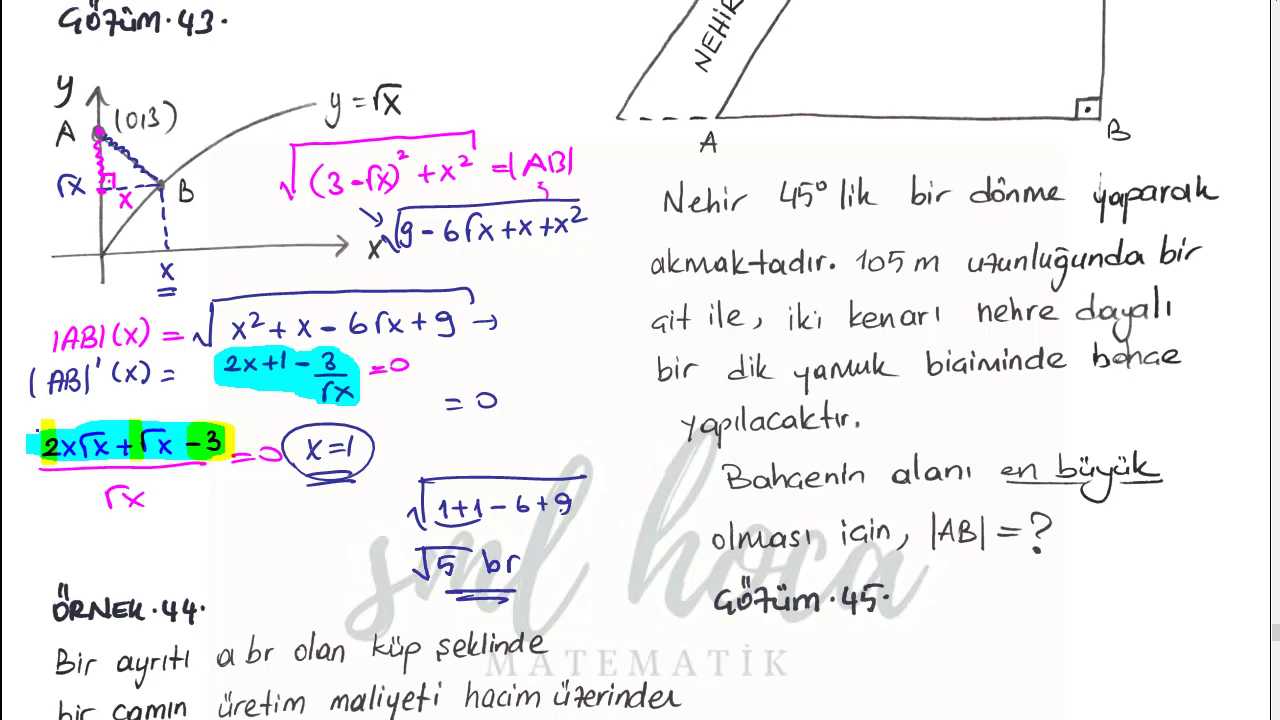 ÇÖZÜM·43·
y
A
(0,3)
y = √x
√x
x
B
x
x
√((3-√x)² + x²) = |AB|
√(9 - 6√x + x + x²)
|AB|(x) = √(x² + x - 6√x + 9) →
|AB|'(x) = 2x+1 - 3/√x = 0
= 0
(2x√x + √x - 3)/√x = 0
x=1
√(1+1-6+9)
√5 br
ÖRNEK·44·
Bir ayrıtı a br olan küp şeklinde
bir camın üretim maliyeti hacim üzerinden
NEHİR
A
B
Nehir 45°lik bir dönme yaparak
akmaktadır. 105 m uzunluğunda bir
çit ile, iki kenarı nehre dayalı
bir dik yamuk biçiminde bahçe
yapılacaktır.
Bahçenin alanı en büyük
olması için, |AB| = ?
ÇÖZÜM·45·
snl hoca
MATEMATİK